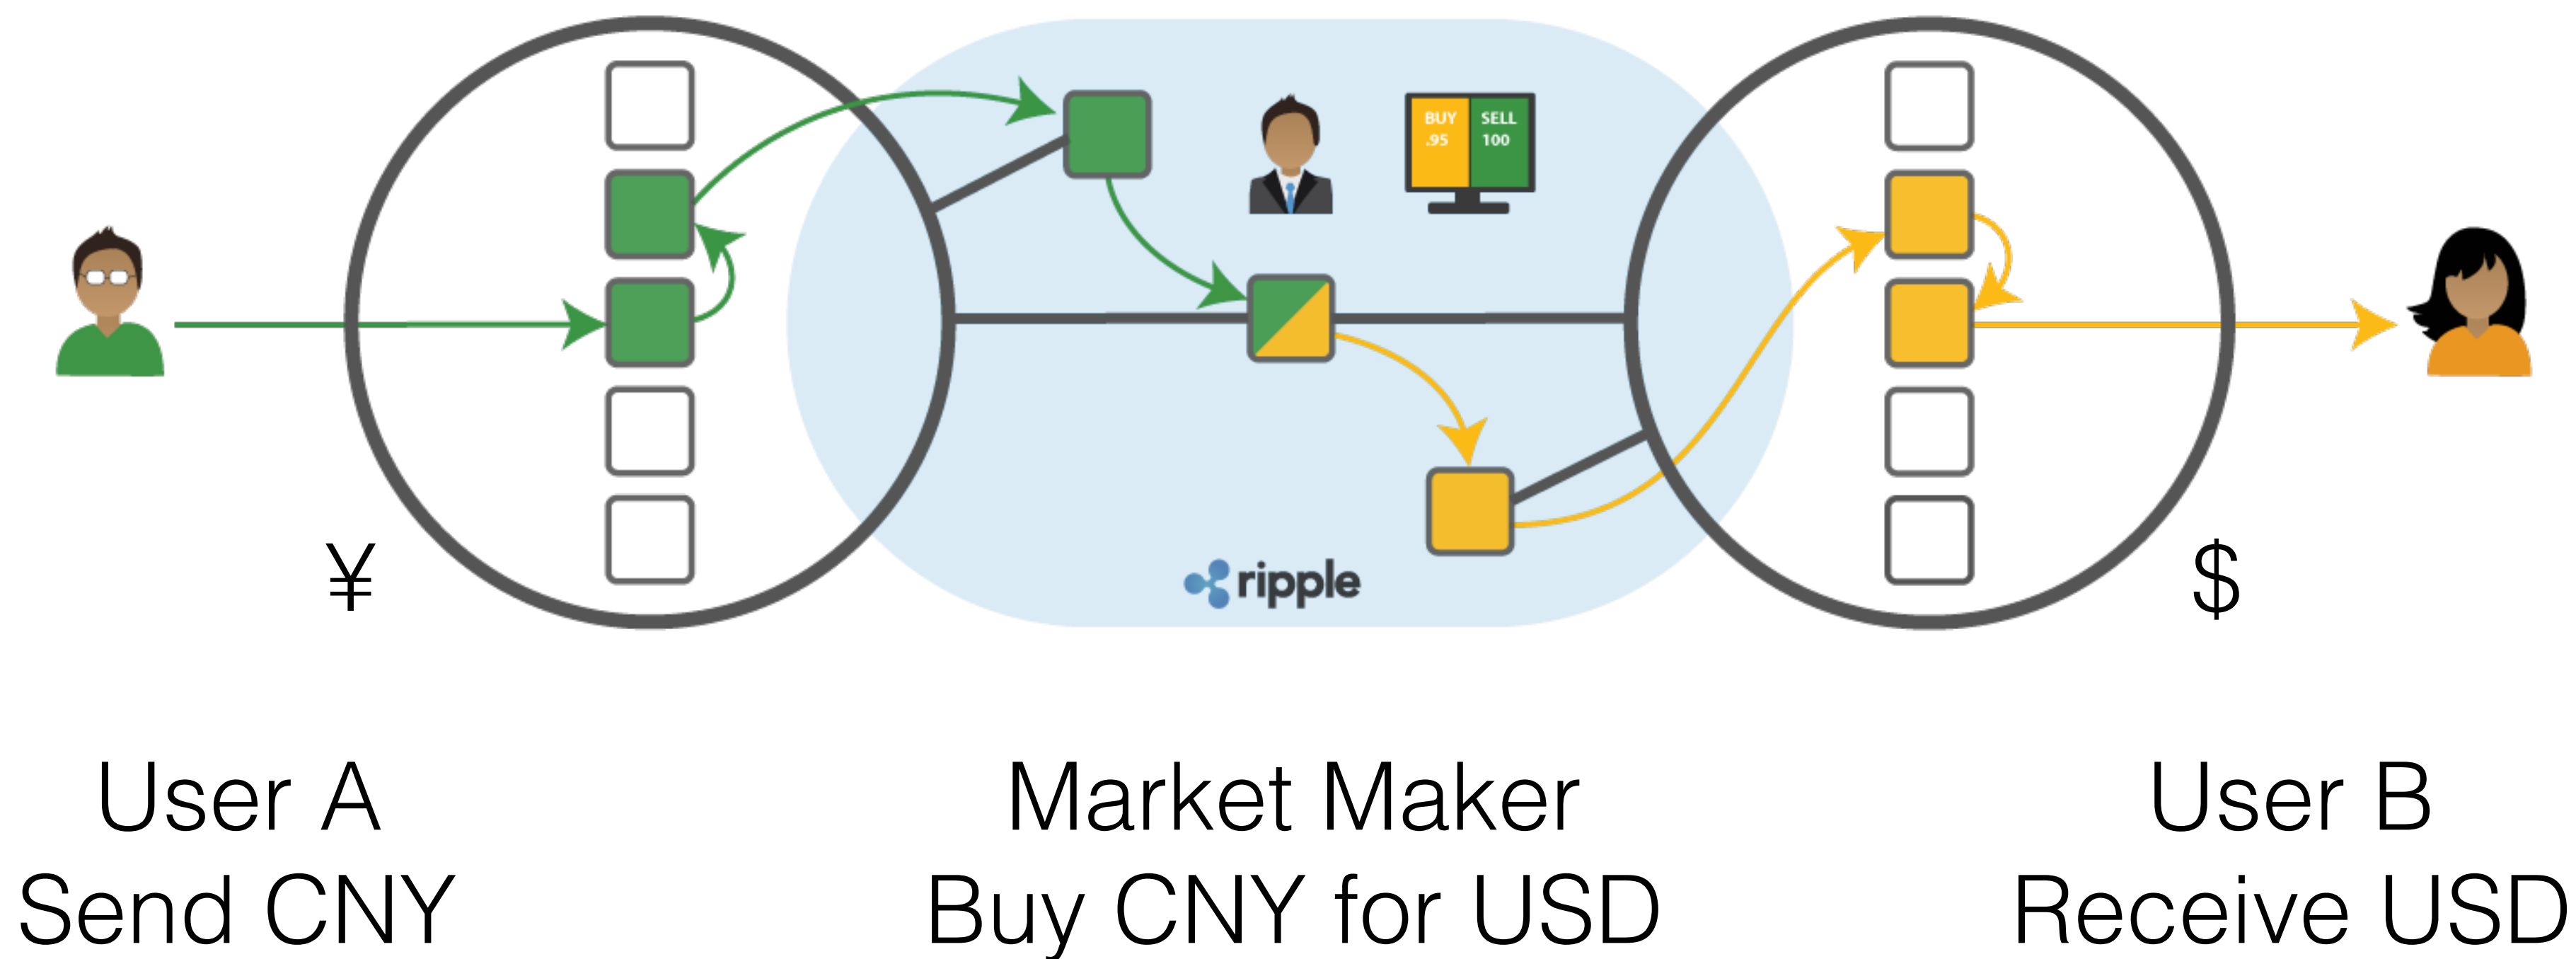 BUY
.95
SELL
100
¥
ripple
$
User A
Send CNY
Market Maker
Buy CNY for USD
User B
Receive USD